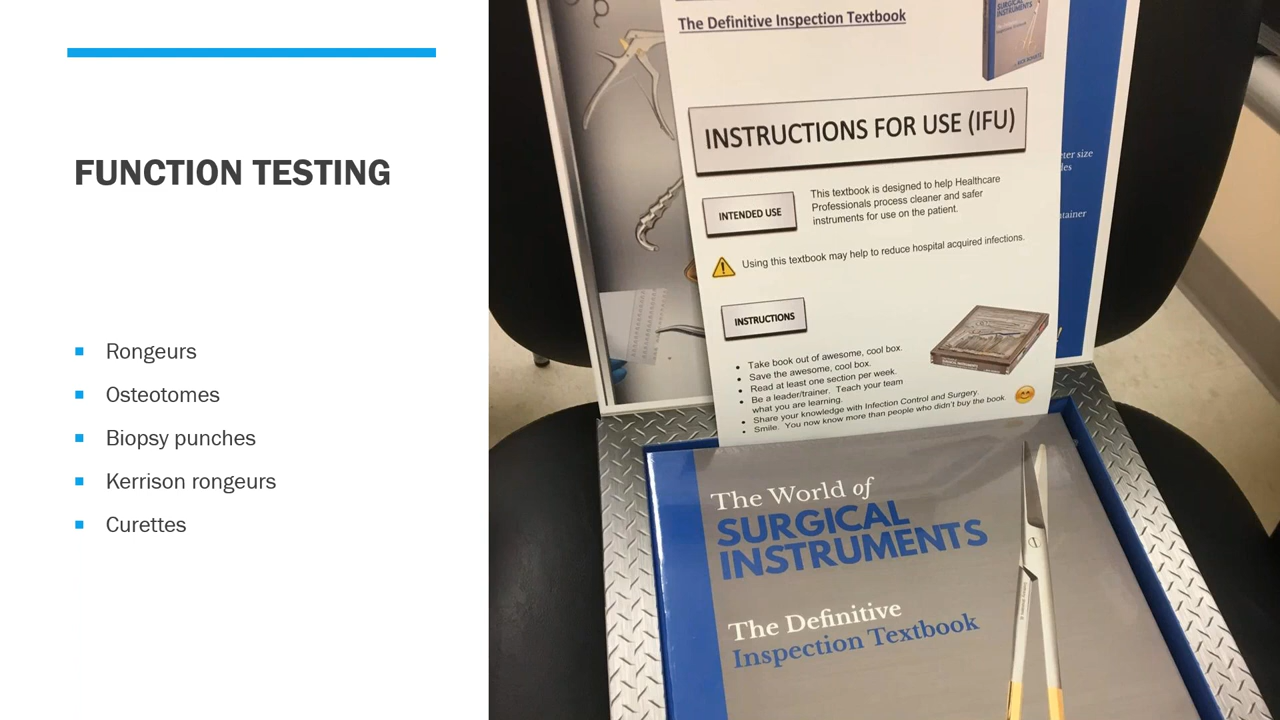 FUNCTION TESTING
Rongeurs
Osteotomes
Biopsy punches
Kerrison rongeurs
Curettes
The Definitive Inspection Textbook
SURGICAL
INSTRUMENTS
INSTRUCTIONS FOR USE (IFU)
INTENDED USE
This textbook is designed to help Healthcare
Professionals process cleaner and safer
instruments for use on the patient.
Using this textbook may help to reduce hospital acquired infections.
INSTRUCTIONS
Take book out of awesome, cool box.
Save the awesome, cool box.
Read at least one section per week.
Be a leader/trainer. Teach your team
what you are learning.
Share your knowledge with Infection Control and Surgery
Smile. You now know more than people who didn't buy the book.
size
The World of
SURGICAL
INSTRUMENTS
The Definitive
Inspection Textbook